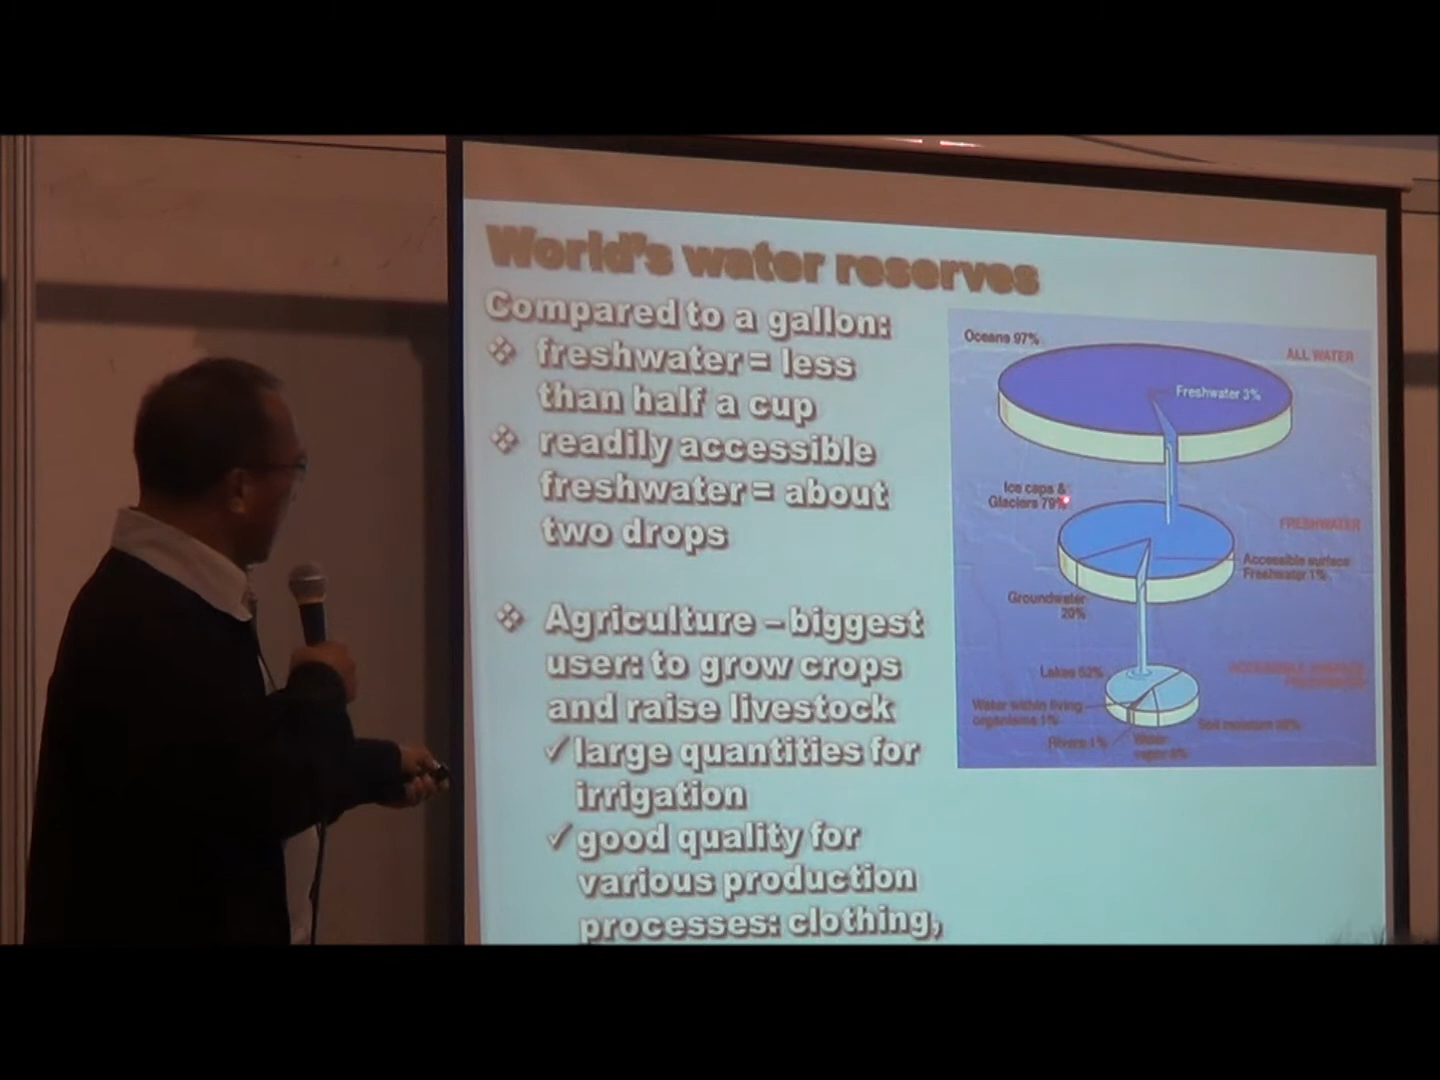 World's water reserves
Compared to a gallon:
freshwater = less
than half a cup
readily accessible
freshwater = about
two drops
Agriculture – biggest
user: to grow crops
and raise livestock
✓large quantities for
irrigation
✓good quality for
various production
processes: clothing,
Oceans 97%
ALL WATER
Freshwater 3%
Ice caps &
Glaciers 79%
FRESHWATER
Accessible surface
Freshwater 1%
Groundwater
20%
Lakes 52%
ACCESSIBLE SURFACE
FRESHWATER
Water within living
organisms 1%
Soil moisture 38%
Rivers 1%
Water
vapor 8%